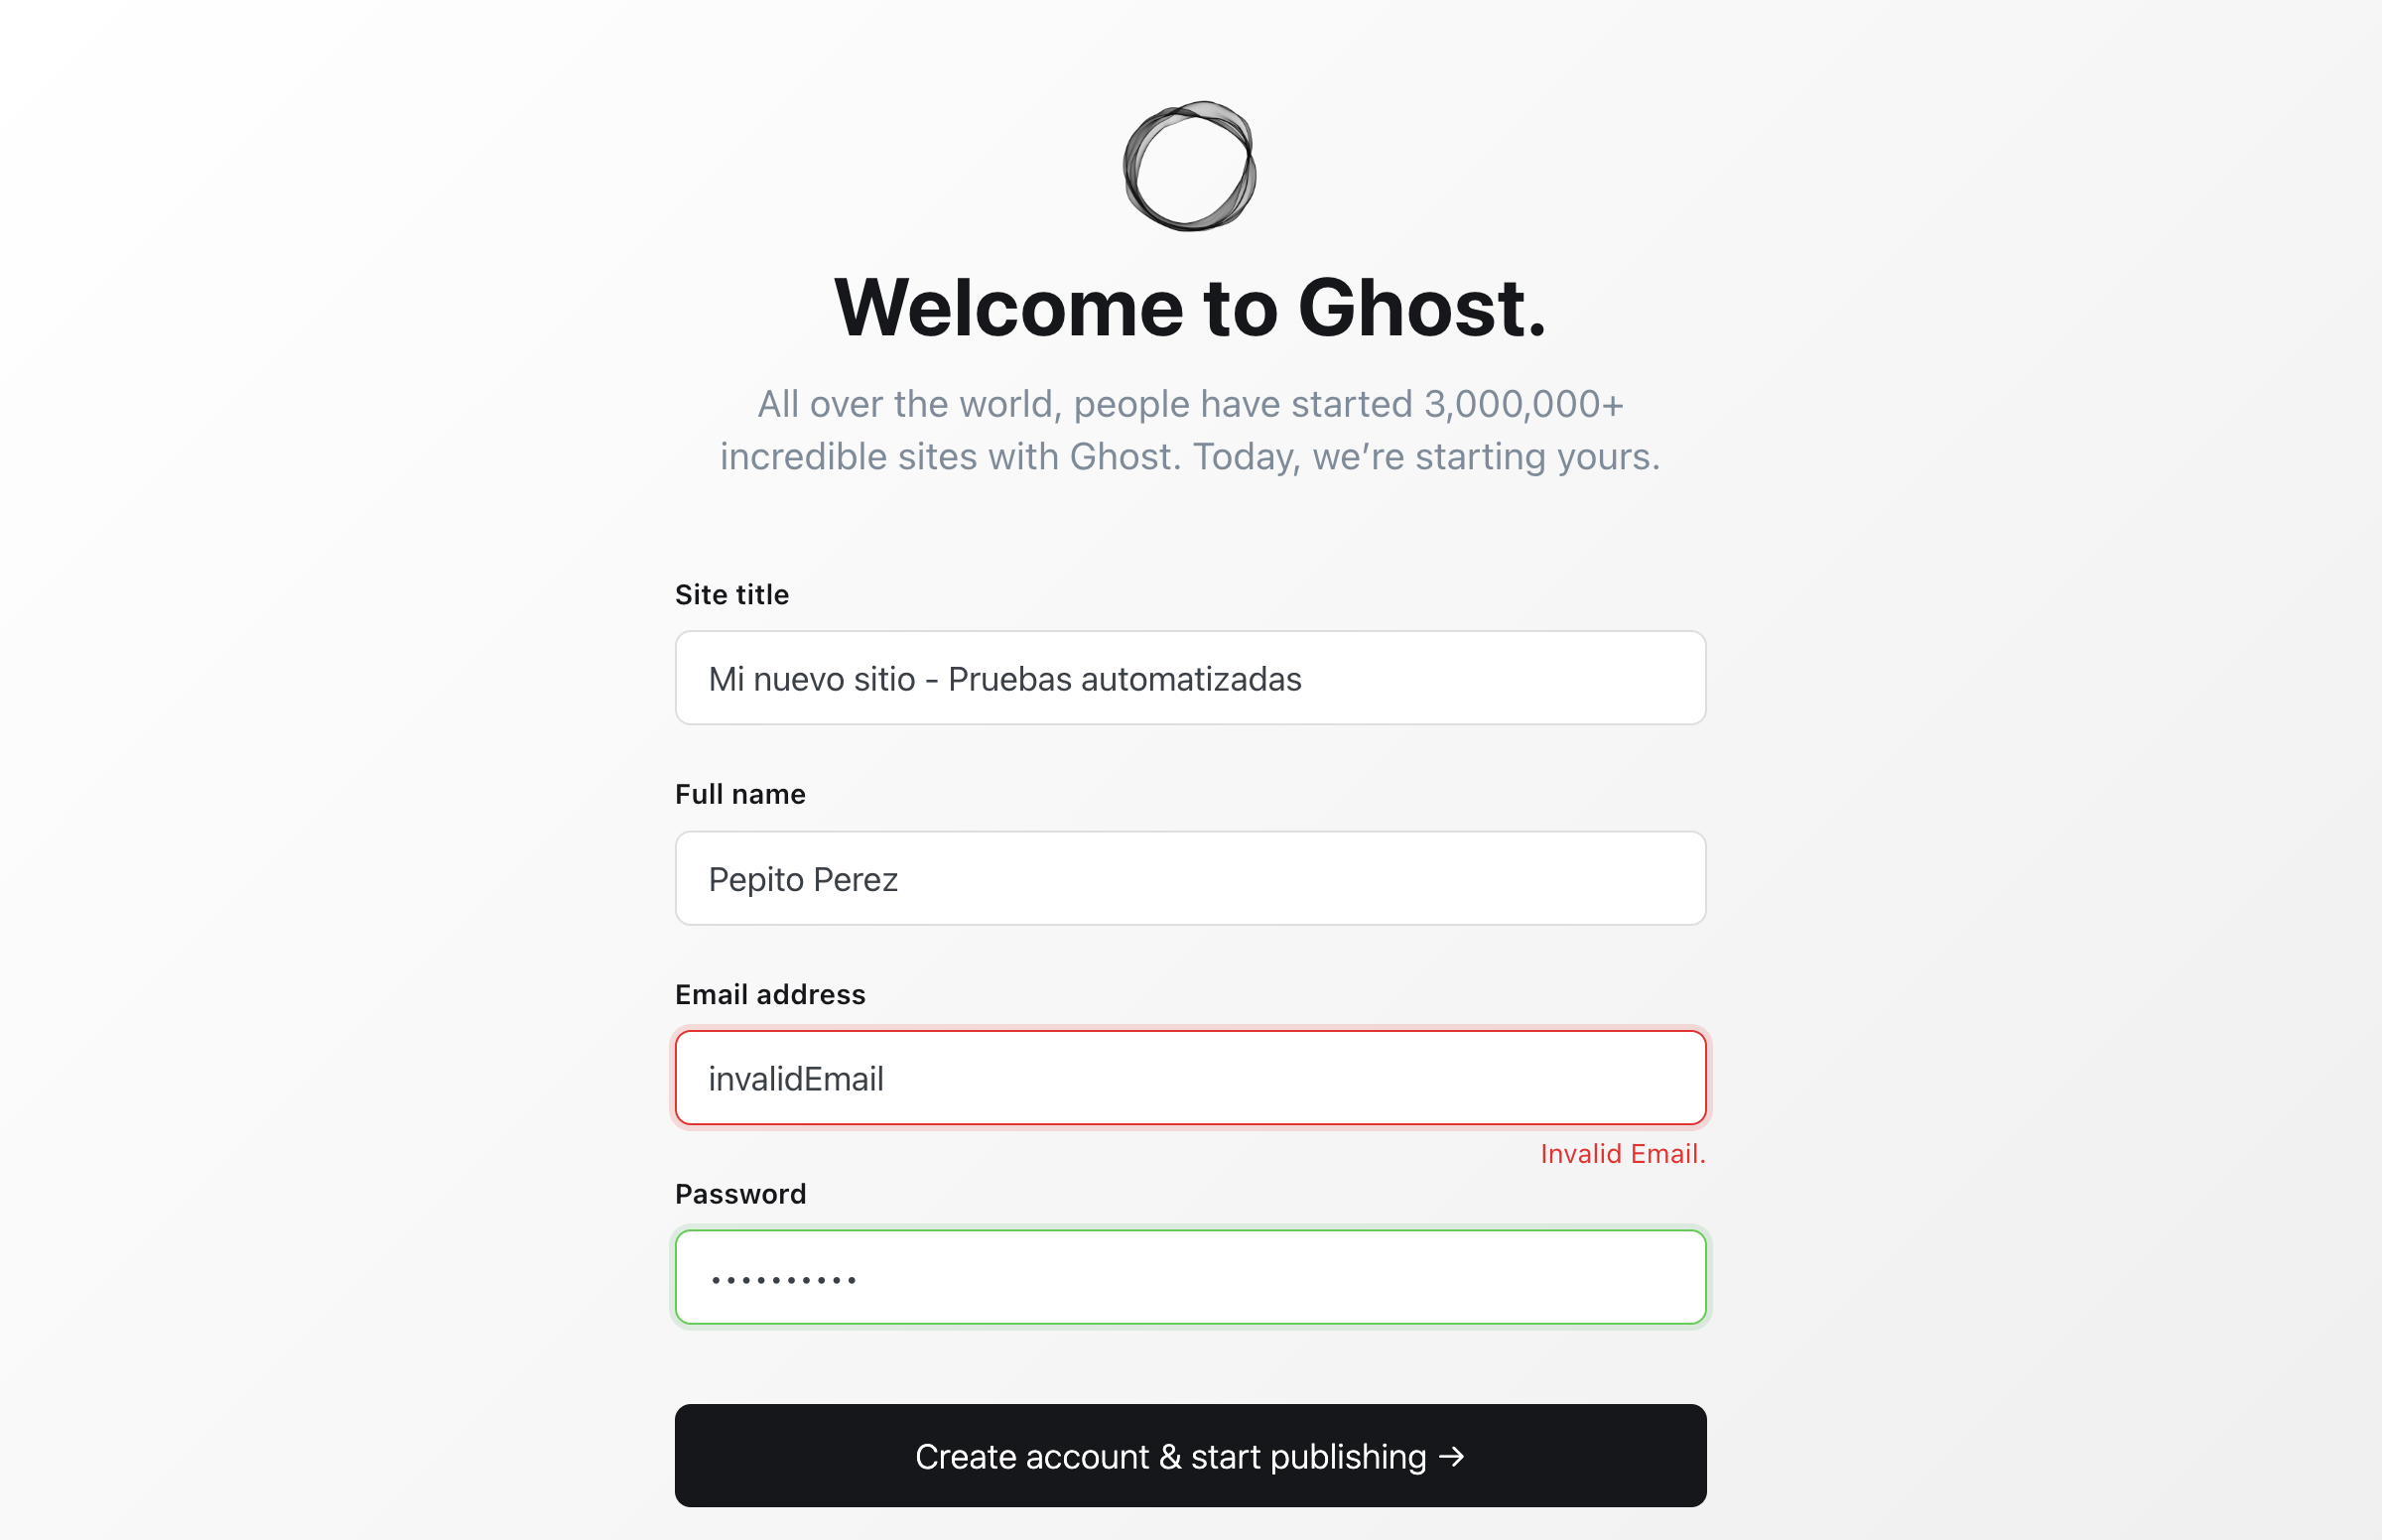 Welcome to Ghost.
All over the world, people have started 3,000,000+
incredible sites with Ghost. Today, we’re starting yours.
Site title
Mi nuevo sitio - Pruebas automatizadas
Full name
Pepito Perez
Email address
invalidEmail
Invalid Email.
Password
••••••••••
Create account & start publishing →